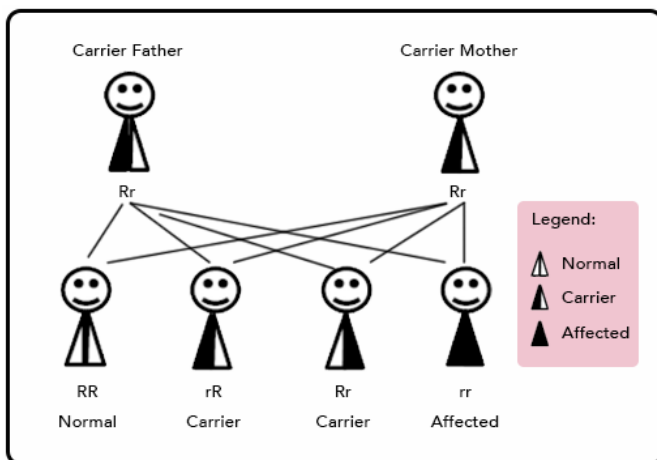 Carrier Father
Carrier Mother
Rr
Rr
Legend:
Normal
Carrier
Affected
RR
rR
Rr
rr
Normal
Carrier
Carrier
Affected